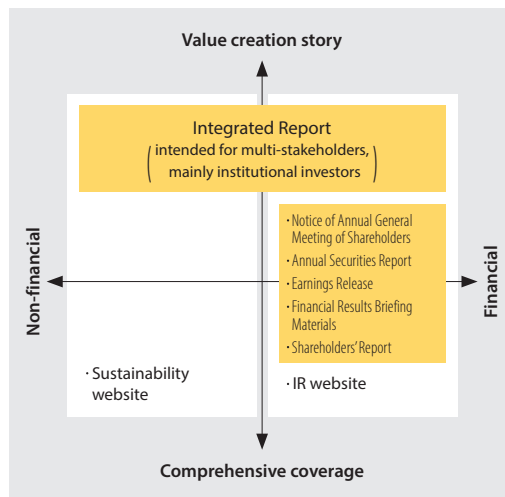 Value creation story
Integrated Report
(intended for multi-stakeholders,
mainly institutional investors)
・Notice of Annual General
Meeting of Shareholders
・Annual Securities Report
・Earnings Release
・Financial Results Briefing
Materials
・Shareholders' Report
Non-financial
Financial
・Sustainability
website
・IR website
Comprehensive coverage